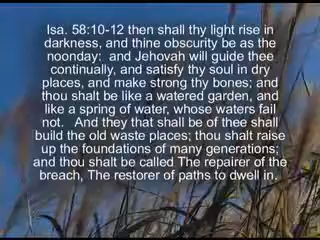 Isa. 58:10-12 then shall thy light rise in
darkness, and thine obscurity be as the
noonday:  and Jehovah will guide thee
continually, and satisfy thy soul in dry
places, and make strong thy bones; and
thou shalt be like a watered garden, and
like a spring of water, whose waters fail
not.   And they that shall be of thee shall
build the old waste places; thou shalt raise
up the foundations of many generations;
and thou shalt be called The repairer of the
breach, The restorer of paths to dwell in.